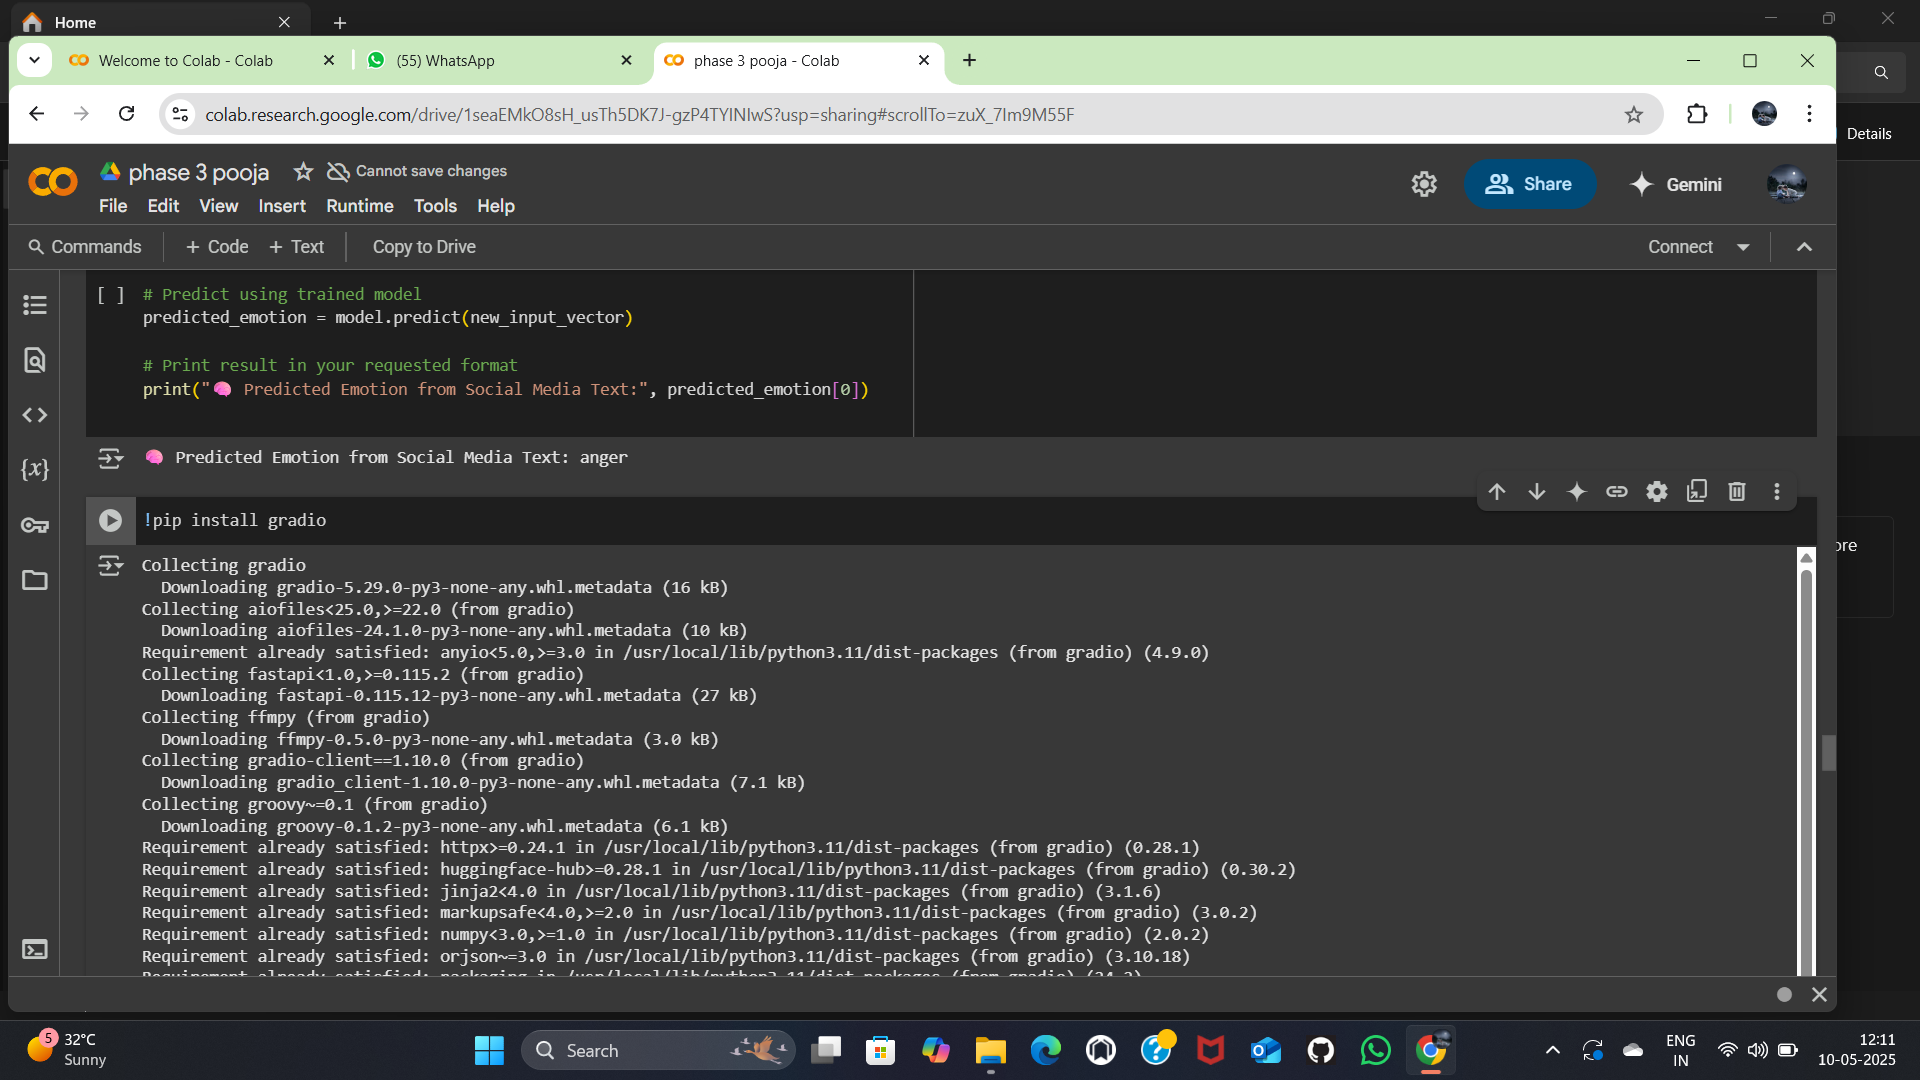 Home
Welcome to Colab - Colab
(55) WhatsApp
phase 3 pooja - Colab
colab.research.google.com/drive/1seaEMkO8sH_usTh5DK7J-gzP4TYINIwS?usp=sharing#scrollTo=zuX_7Im9M55F
Details
phase 3 pooja
Cannot save changes
Share
Gemini
File Edit View Insert Runtime Tools Help
Commands + Code + Text Copy to Drive
Connect
[ ] # Predict using trained model
predicted_emotion = model.predict(new_input_vector)
# Print result in your requested format
print("🧠 Predicted Emotion from Social Media Text:", predicted_emotion[0])
🧠 Predicted Emotion from Social Media Text: anger
!pip install gradio
Collecting gradio
Downloading gradio-5.29.0-py3-none-any.whl.metadata (16 kB)
Collecting aiofiles<25.0,>=22.0 (from gradio)
Downloading aiofiles-24.1.0-py3-none-any.whl.metadata (10 kB)
Requirement already satisfied: anyio<5.0,>=3.0 in /usr/local/lib/python3.11/dist-packages (from gradio) (4.9.0)
Collecting fastapi<1.0,>=0.115.2 (from gradio)
Downloading fastapi-0.115.12-py3-none-any.whl.metadata (27 kB)
Collecting ffmpy (from gradio)
Downloading ffmpy-0.5.0-py3-none-any.whl.metadata (3.0 kB)
Collecting gradio-client==1.10.0 (from gradio)
Downloading gradio_client-1.10.0-py3-none-any.whl.metadata (7.1 kB)
Collecting groovy~=0.1 (from gradio)
Downloading groovy-0.1.2-py3-none-any.whl.metadata (6.1 kB)
Requirement already satisfied: httpx>=0.24.1 in /usr/local/lib/python3.11/dist-packages (from gradio) (0.28.1)
Requirement already satisfied: huggingface-hub>=0.28.1 in /usr/local/lib/python3.11/dist-packages (from gradio) (0.30.2)
Requirement already satisfied: jinja2<4.0 in /usr/local/lib/python3.11/dist-packages (from gradio) (3.1.6)
Requirement already satisfied: markupsafe<4.0,>=2.0 in /usr/local/lib/python3.11/dist-packages (from gradio) (3.0.2)
Requirement already satisfied: numpy<3.0,>=1.0 in /usr/local/lib/python3.11/dist-packages (from gradio) (2.0.2)
Requirement already satisfied: orjson~=3.0 in /usr/local/lib/python3.11/dist-packages (from gradio) (3.10.18)
Requirement already satisfied: packaging in /usr/local/lib/python3.11/dist-packages (from gradio) (24.2)
ore
5
32°C
Sunny
Search
ENG
IN
12:11
10-05-2025